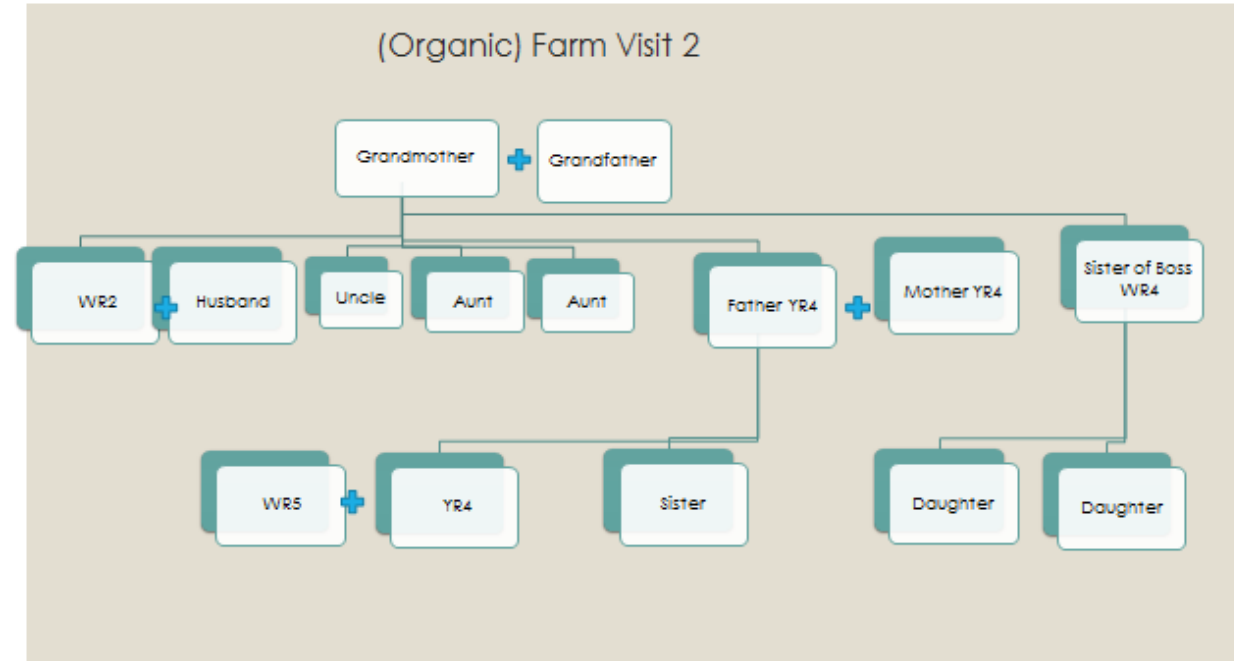 (Organic) Farm Visit 2
Grandmother
Grandfather
WR2
Husband
Uncle
Aunt
Aunt
Father YR4
Mother YR4
Sister of Boss
WR4
WR5
YR4
Sister
Daughter
Daughter